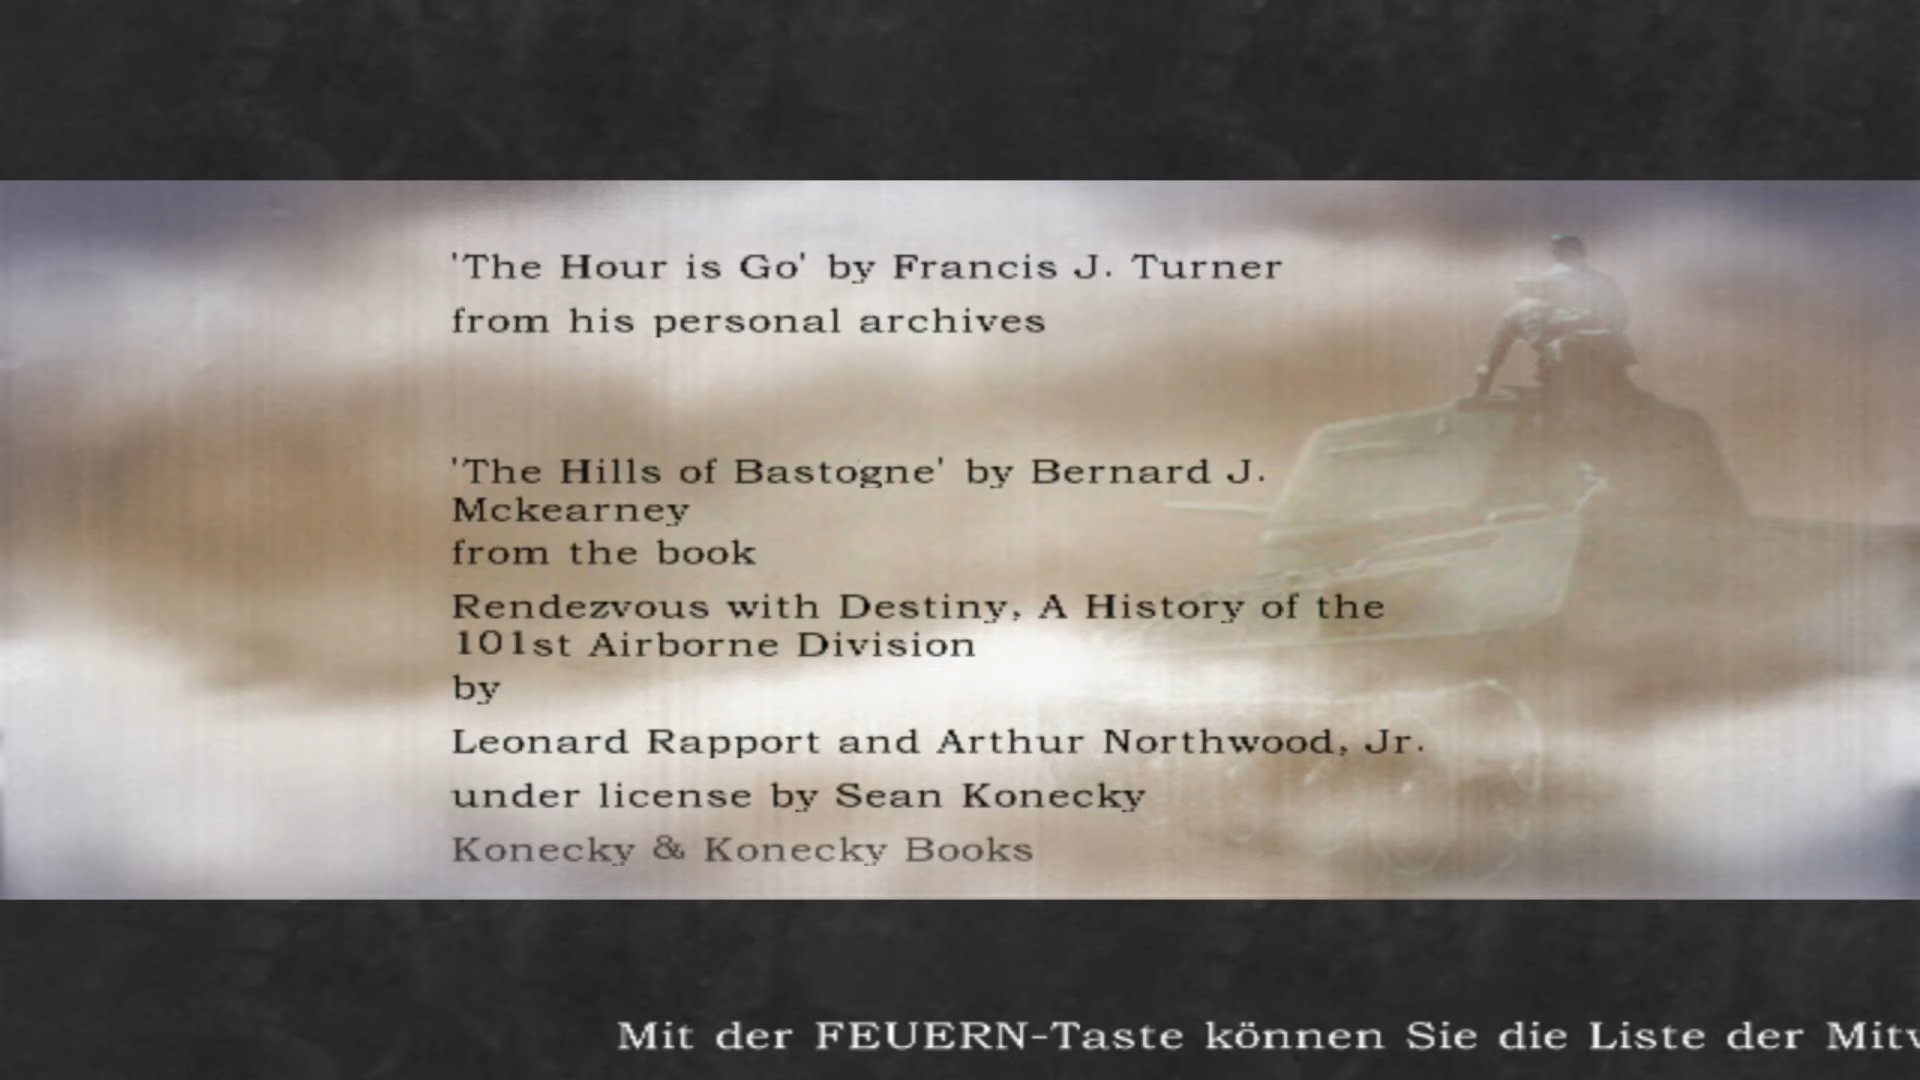 'The Hour is Go' by Francis J. Turner
from his personal archives
'The Hills of Bastogne' by Bernard J.
Mckearney
from the book
Rendezvous with Destiny, A History of the
101st Airborne Division
by
Leonard Rapport and Arthur Northwood, Jr.
under license by Sean Konecky
Konecky & Konecky Books
Mit der FEUERN-Taste können Sie die Liste der